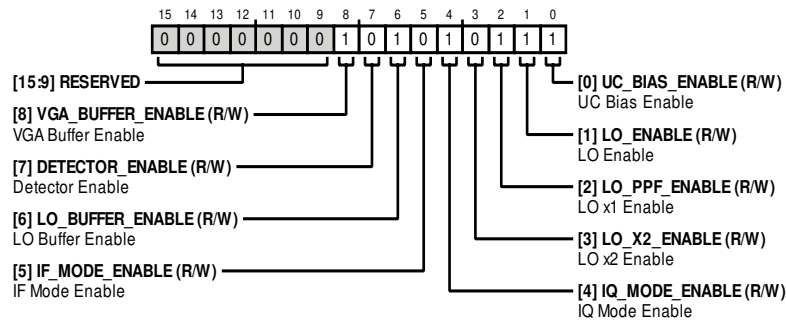 15 14 13 12 11 10 9 8 7 6 5 4 3 2 1 0
0 0 0 0 0 0 0 1 0 1 0 1 0 1 1 1
[15:9] RESERVED
[8] VGA_BUFFER_ENABLE (R/W)
VGA Buffer Enable
[7] DETECTOR_ENABLE (R/W)
Detector Enable
[6] LO_BUFFER_ENABLE (R/W)
LO Buffer Enable
[5] IF_MODE_ENABLE (R/W)
IF Mode Enable
[0] UC_BIAS_ENABLE (R/W)
UC Bias Enable
[1] LO_ENABLE (R/W)
LO Enable
[2] LO_PPF_ENABLE (R/W)
LO x1 Enable
[3] LO_X2_ENABLE (R/W)
LO x2 Enable
[4] IQ_MODE_ENABLE (R/W)
IQ Mode Enable